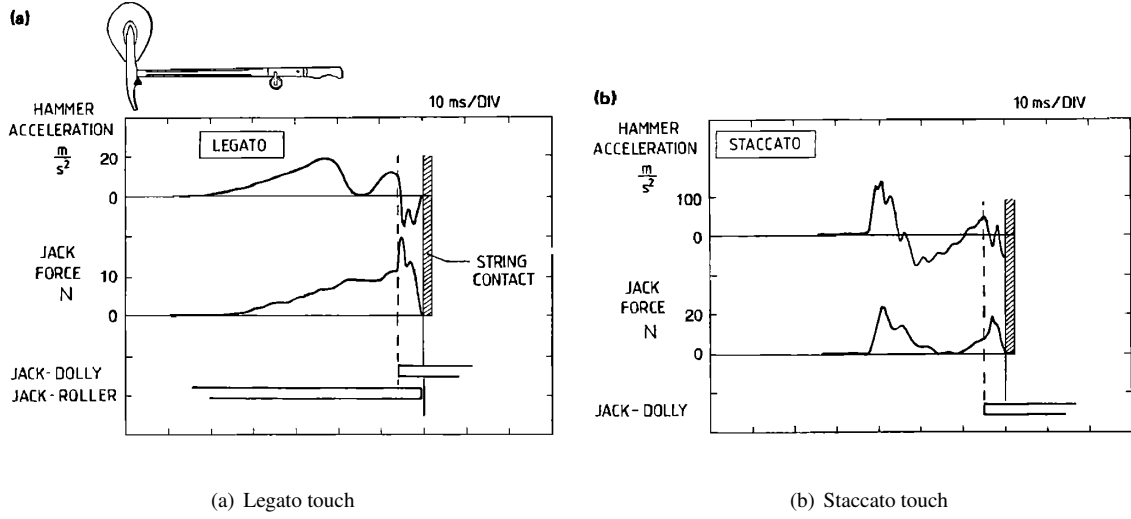 (a)
10 ms/DIV
HAMMER
ACCELERATION
m
s²
LEGATO
20
0
JACK
FORCE
N
10
0
STRING
CONTACT
JACK-DOLLY
JACK-ROLLER
(a) Legato touch
(b)
10 ms/DIV
HAMMER
ACCELERATION
m
s²
STACCATO
100
0
JACK
FORCE
N
20
0
JACK-DOLLY
(b) Staccato touch